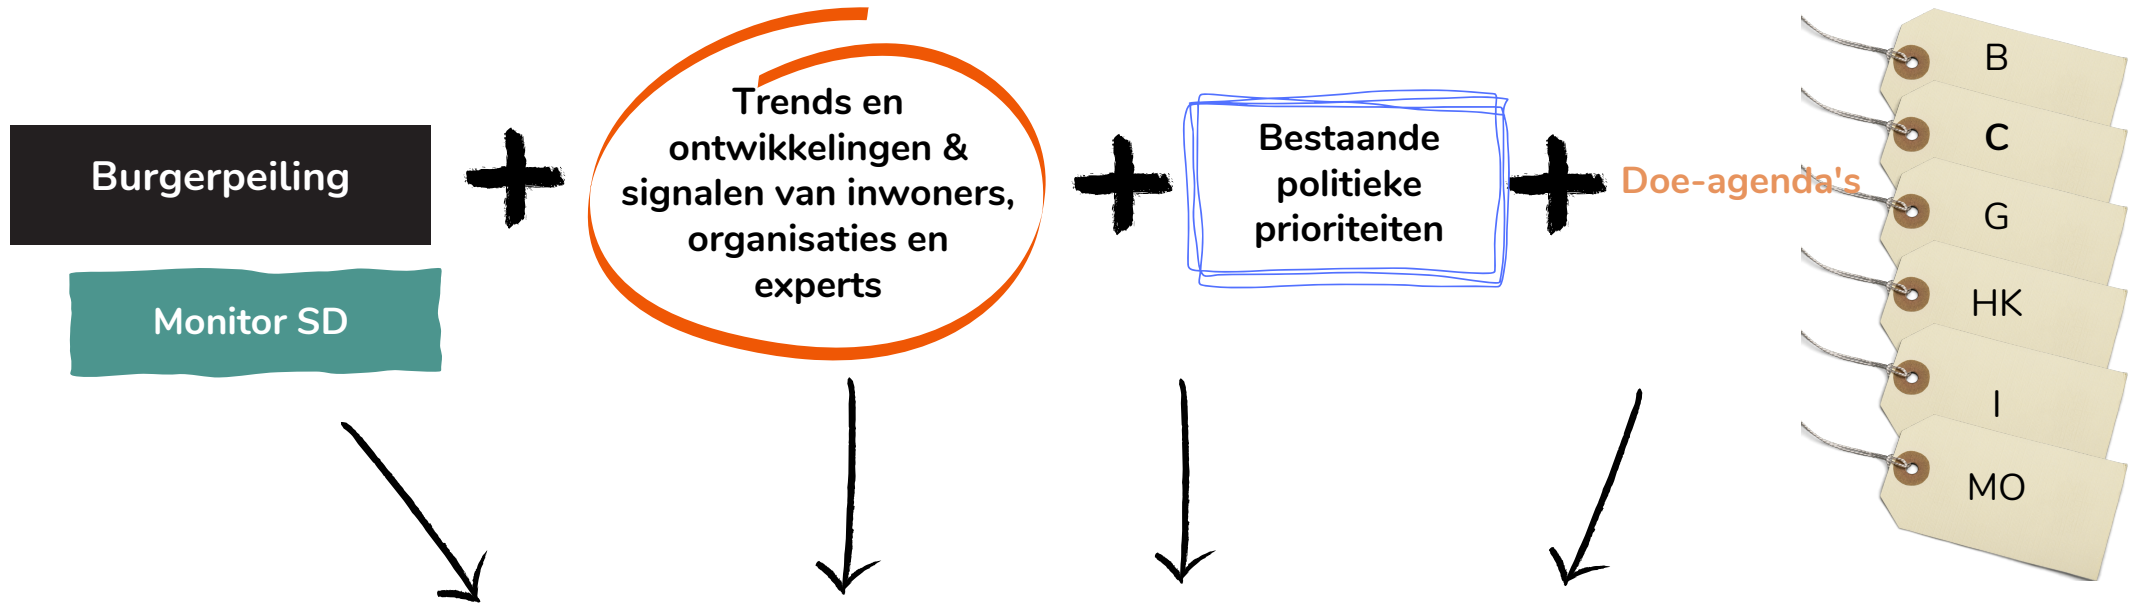 Burgerpeiling
Monitor SD
Trends en
ontwikkelingen &
signalen van inwoners,
organisaties en
experts
Bestaande
politieke
prioriteiten
Doe-agenda's
B
C
G
HK
I
MO